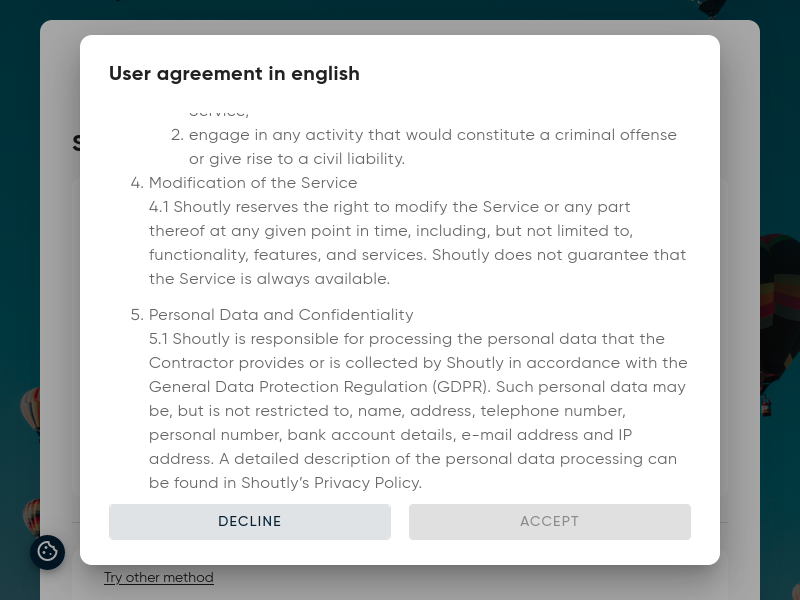 User agreement in english
Service;
2. engage in any activity that would constitute a criminal offense
or give rise to a civil liability.
4. Modification of the Service
4.1 Shoutly reserves the right to modify the Service or any part
thereof at any given point in time, including, but not limited to,
functionality, features, and services. Shoutly does not guarantee that
the Service is always available.
5. Personal Data and Confidentiality
5.1 Shoutly is responsible for processing the personal data that the
Contractor provides or is collected by Shoutly in accordance with the
General Data Protection Regulation (GDPR). Such personal data may
be, but is not restricted to, name, address, telephone number,
personal number, bank account details, e-mail address and IP
address. A detailed description of the personal data processing can
be found in Shoutly’s Privacy Policy.
DECLINE
ACCEPT
Try other method